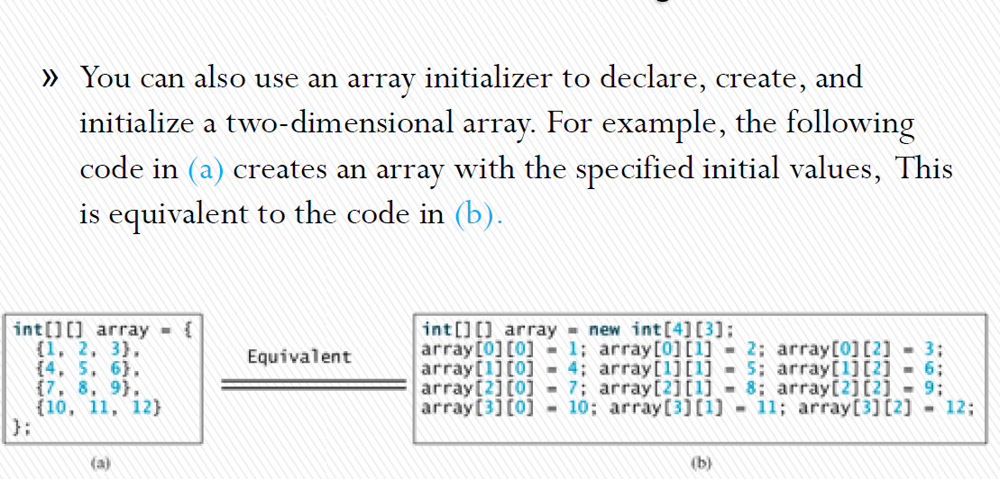 » You can also use an array initializer to declare, create, and
initialize a two-dimensional array. For example, the following
code in (a) creates an array with the specified initial values, This
is equivalent to the code in (b).
int[][] array = {
{1, 2, 3},
{4, 5, 6},
{7, 8, 9},
{10, 11, 12}
};
(a)
Equivalent
int[][] array = new int[4][3];
array[0][0] = 1; array[0][1] = 2; array[0][2] = 3;
array[1][0] = 4; array[1][1] = 5; array[1][2] = 6;
array[2][0] = 7; array[2][1] = 8; array[2][2] = 9;
array[3][0] = 10; array[3][1] = 11; array[3][2] = 12;
(b)